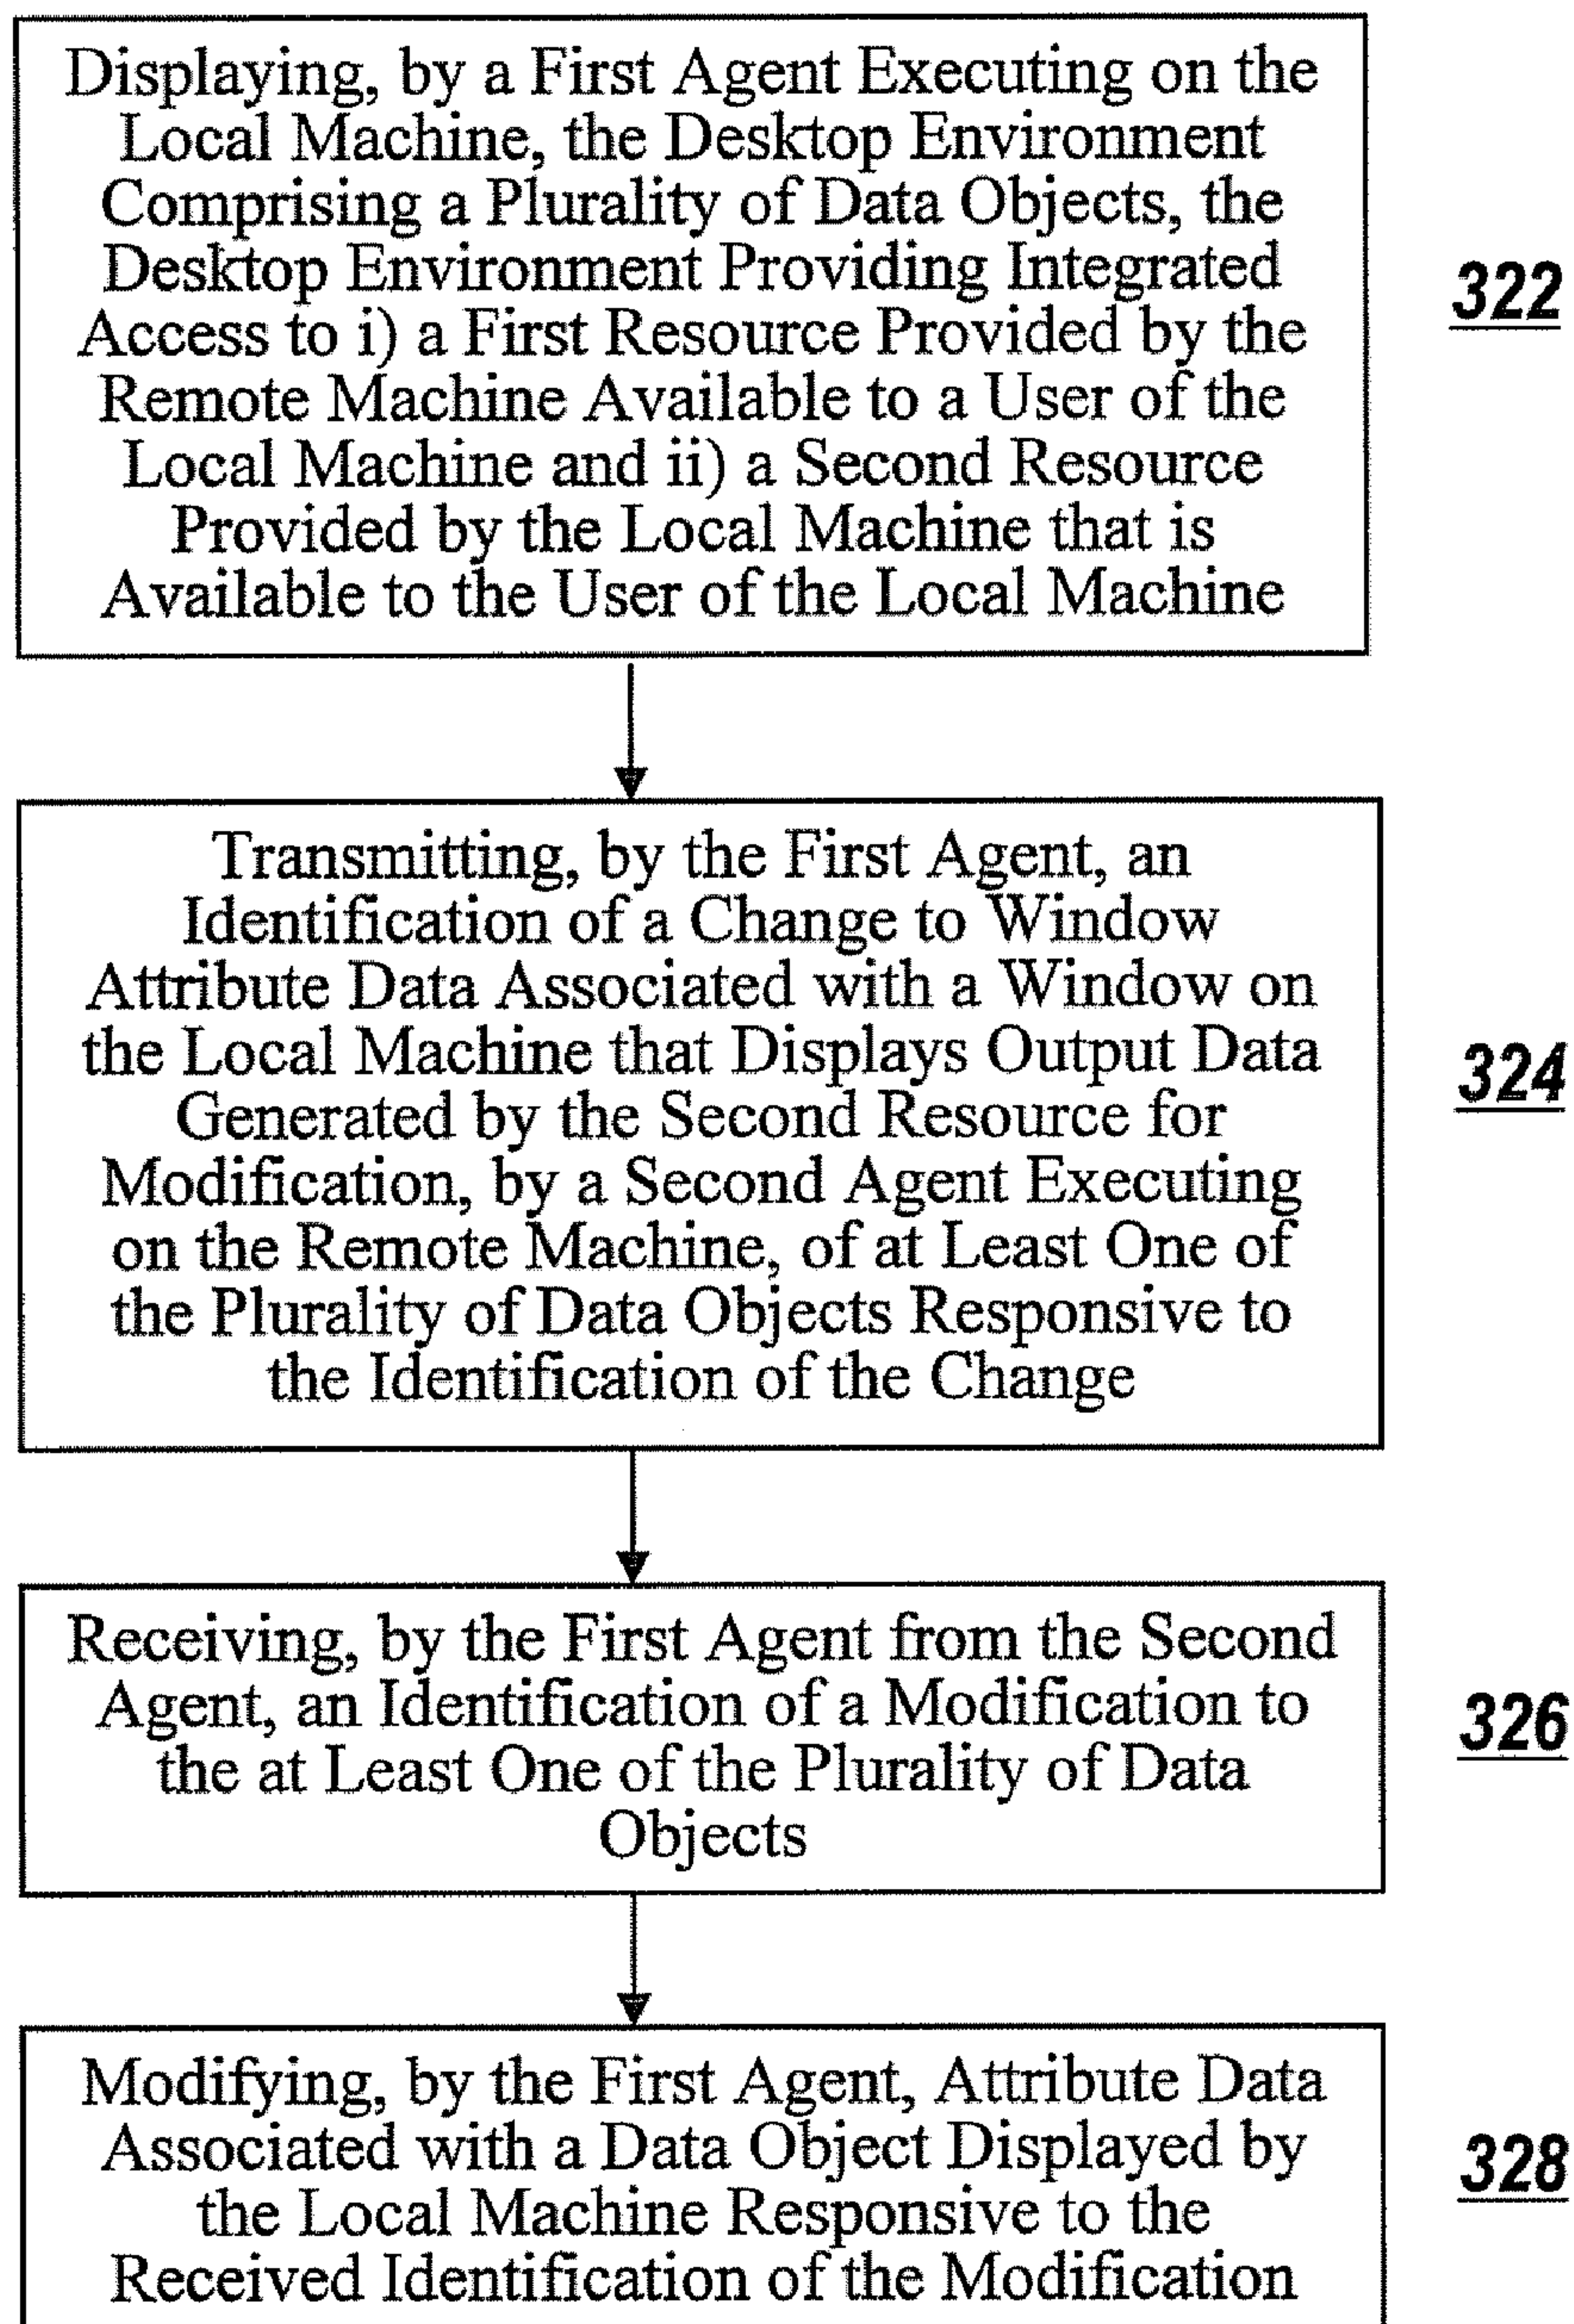 Displaying, by a First Agent Executing on the
Local Machine, the Desktop Environment
Comprising a Plurality of Data Objects, the
Desktop Environment Providing Integrated
Access to i) a First Resource Provided by the
Remote Machine Available to a User of the
Local Machine and ii) a Second Resource
Provided by the Local Machine that is
Available to the User of the Local Machine
322
Transmitting, by the First Agent, an
Identification of a Change to Window
Attribute Data Associated with a Window on
the Local Machine that Displays Output Data
Generated by the Second Resource for
Modification, by a Second Agent Executing
on the Remote Machine, of at Least One of
the Plurality of Data Objects Responsive to
the Identification of the Change
324
Receiving, by the First Agent from the Second
Agent, an Identification of a Modification to
the at Least One of the Plurality of Data
Objects
326
Modifying, by the First Agent, Attribute Data
Associated with a Data Object Displayed by
the Local Machine Responsive to the
Received Identification of the Modification
328